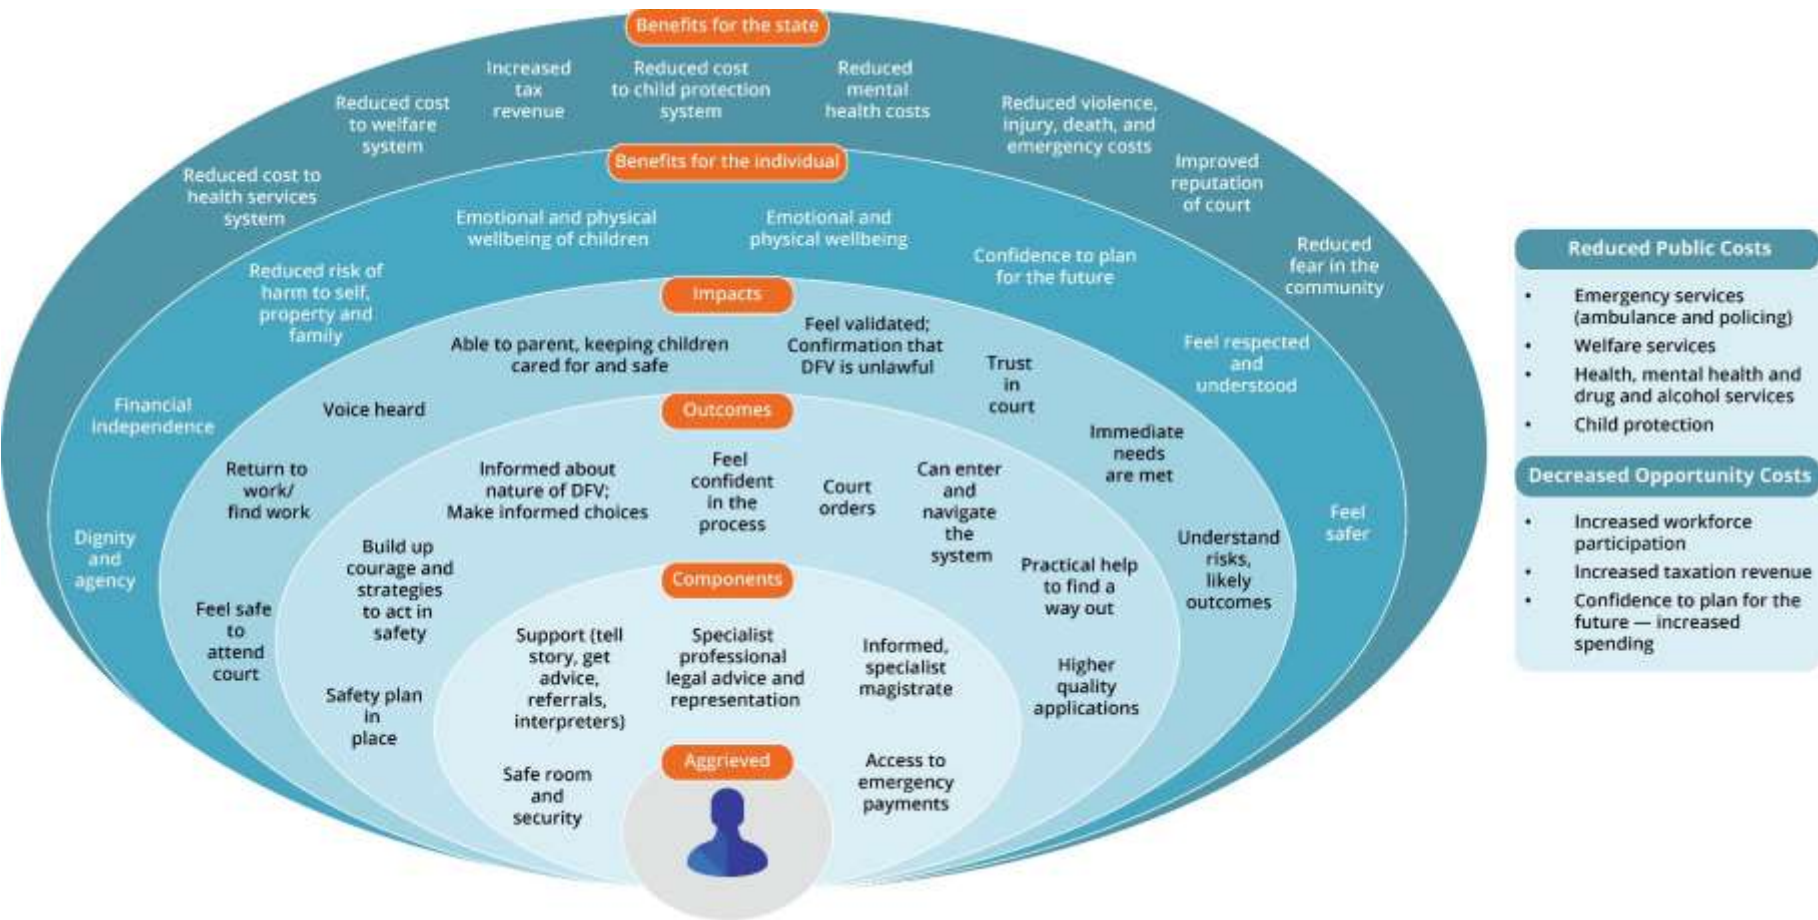 Benefits for the state
Increased
tax
revenue
Reduced cost
to child protection
system
Reduced
mental
health costs
Reduced cost
to welfare
system
Reduced violence,
injury, death, and
emergency costs
Reduced cost to
health services
system
Improved
reputation
of court
Reduced
fear in the
community
Benefits for the individual
Emotional and physical
wellbeing of children
Emotional and
physical wellbeing
Reduced risk of
harm to self,
property and
family
Confidence to plan
for the future
Financial
independence
Feel respected
and
understood
Dignity
and
agency
Feel
safer
Impacts
Able to parent, keeping children
cared for and safe
Feel validated;
Confirmation that
DFV is unlawful
Trust
in
court
Voice heard
Immediate
needs
are met
Return to
work/
find work
Understand
risks,
likely
outcomes
Feel safe
to
attend
court
Outcomes
Informed about
nature of DFV;
Make informed choices
Feel
confident
in the
process
Court
orders
Can enter
and
navigate
the
system
Build up
courage and
strategies
to act in
safety
Practical help
to find a
way out
Safety plan
in
place
Higher
quality
applications
Components
Support (tell
story, get
advice,
referrals,
interpreters)
Specialist
professional
legal advice and
representation
Informed,
specialist
magistrate
Safe room
and
security
Access to
emergency
payments
Aggrieved
Reduced Public Costs
• Emergency services
(ambulance and policing)
• Welfare services
• Health, mental health and
drug and alcohol services
• Child protection
Decreased Opportunity Costs
• Increased workforce
participation
• Increased taxation revenue
• Confidence to plan for the
future — increased
spending